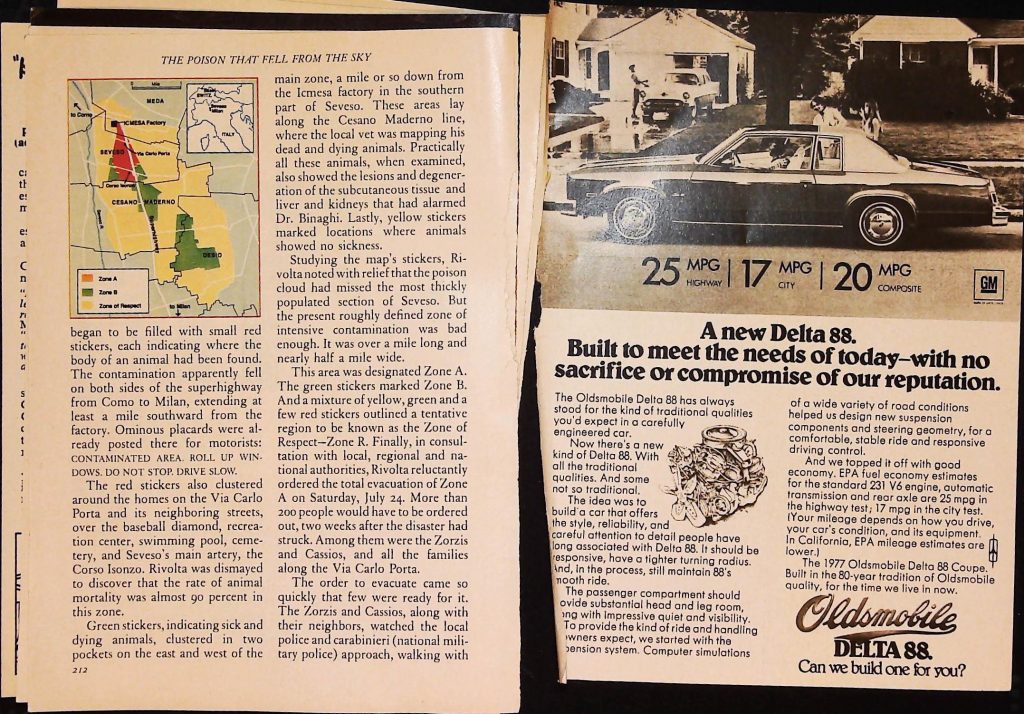 THE POISON THAT FELL FROM THE SKY
MEDA
to Como
ICMESA Factory
SEVESO
Via Carlo Porta
Corso Isonzo
CESANO MADERNO
Superhighway
DESIO
to Milan
SWITZ.
Seveso
Milan
ITALY
Zone A
Zone B
Zone of Respect
began to be filled with small red
stickers, each indicating where the
body of an animal had been found.
The contamination apparently fell
on both sides of the superhighway
from Como to Milan, extending at
least a mile southward from the
factory. Ominous placards were al-
ready posted there for motorists:
CONTAMINATED AREA. ROLL UP WIN-
DOWS. DO NOT STOP. DRIVE SLOW.
The red stickers also clustered
around the homes on the Via Carlo
Porta and its neighboring streets,
over the baseball diamond, recrea-
tion center, swimming pool, ceme-
tery, and Seveso's main artery, the
Corso Isonzo. Rivolta was dismayed
to discover that the rate of animal
mortality was almost 90 percent in
this zone.
Green stickers, indicating sick and
dying animals, clustered in two
pockets on the east and west of the
212
main zone, a mile or so down from
the Icmesa factory in the southern
part of Seveso. These areas lay
along the Cesano Maderno line,
where the local vet was mapping his
dead and dying animals. Practically
all these animals, when examined,
also showed the lesions and degener-
ation of the subcutaneous tissue and
liver and kidneys that had alarmed
Dr. Binaghi. Lastly, yellow stickers
marked locations where animals
showed no sickness.
Studying the map's stickers, Ri-
volta noted with relief that the poison
cloud had missed the most thickly
populated section of Seveso. But
the present roughly defined zone of
intensive contamination was bad
enough. It was over a mile long and
nearly half a mile wide.
This area was designated Zone A.
The green stickers marked Zone B.
And a mixture of yellow, green and a
few red stickers outlined a tentative
region to be known as the Zone of
Respect—Zone R. Finally, in consul-
tation with local, regional and na-
tional authorities, Rivolta reluctantly
ordered the total evacuation of Zone
A on Saturday, July 24. More than
200 people would have to be ordered
out, two weeks after the disaster had
struck. Among them were the Zorzis
and Cassios, and all the families
along the Via Carlo Porta.
The order to evacuate came so
quickly that few were ready for it.
The Zorzis and Cassios, along with
their neighbors, watched the local
police and carabinieri (national mili-
tary police) approach, walking with
25 MPG HIGHWAY | 17 MPG CITY | 20 MPG COMPOSITE
GM
A new Delta 88.
Built to meet the needs of today—with no
sacrifice or compromise of our reputation.
The Oldsmobile Delta 88 has always
stood for the kind of traditional qualities
you'd expect in a carefully
engineered car.
Now there's a new
kind of Delta 88. With
all the traditional
qualities. And some
not so traditional.
The idea was to
build a car that offers
the style, reliability, and
careful attention to detail people have
long associated with Delta 88. It should be
responsive, have a tighter turning radius.
And, in the process, still maintain 88's
mooth ride.
The passenger compartment should
ovide substantial head and leg room,
ng with impressive quiet and visibility.
To provide the kind of ride and handling
wners expect, we started with the
pension system. Computer simulations
of a wide variety of road conditions
helped us design new suspension
components and steering geometry, for a
comfortable, stable ride and responsive
driving control.
And we topped it off with good
economy. EPA fuel economy estimates
for the standard 231 V6 engine, automatic
transmission and rear axle are 25 mpg in
the highway test; 17 mpg in the city test.
(Your mileage depends on how you drive,
your car's condition, and its equipment.
In California, EPA mileage estimates are
lower.)
The 1977 Oldsmobile Delta 88 Coupe.
Built in the 80-year tradition of Oldsmobile
quality, for the time we live in now.
Oldsmobile
DELTA 88.
Can we build one for you?